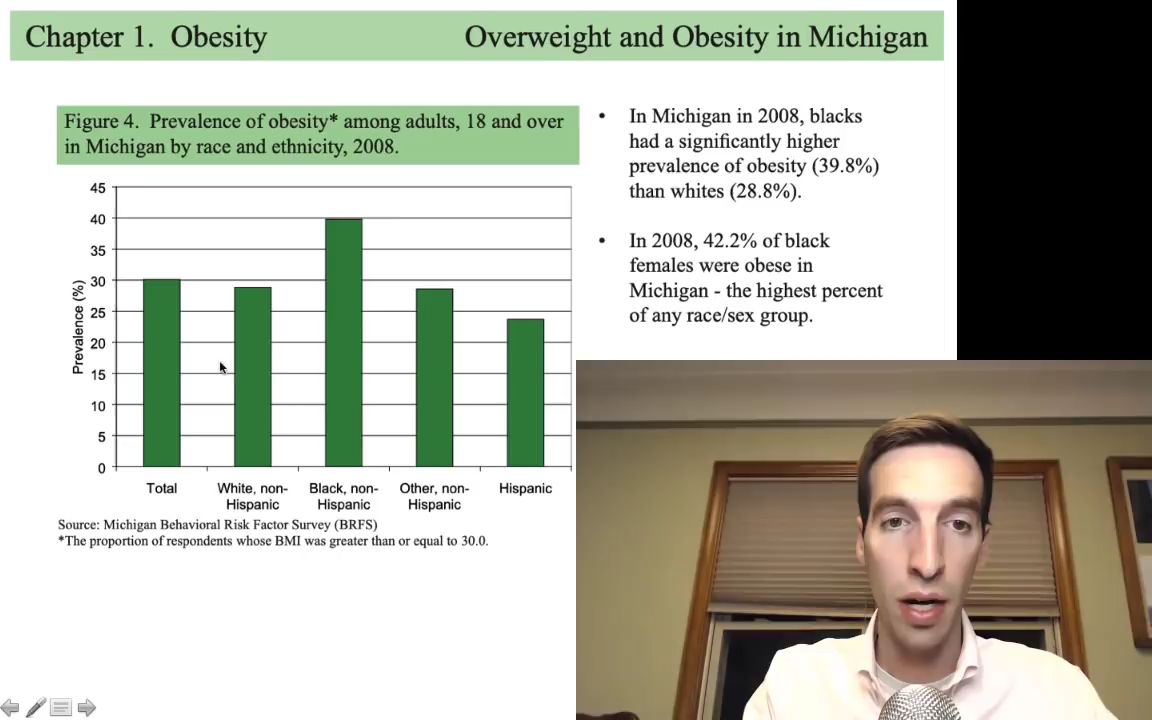 Chapter 1. Obesity
Overweight and Obesity in Michigan
Figure 4. Prevalence of obesity* among adults, 18 and over
in Michigan by race and ethnicity, 2008.
45
40
35
30
25
20
15
10
5
0
Prevalence (%)
Total
White, non-
Hispanic
Black, non-
Hispanic
Other, non-
Hispanic
Hispanic
Source: Michigan Behavioral Risk Factor Survey (BRFS)
*The proportion of respondents whose BMI was greater than or equal to 30.0.
• In Michigan in 2008, blacks
had a significantly higher
prevalence of obesity (39.8%)
than whites (28.8%).
• In 2008, 42.2% of black
females were obese in
Michigan - the highest percent
of any race/sex group.